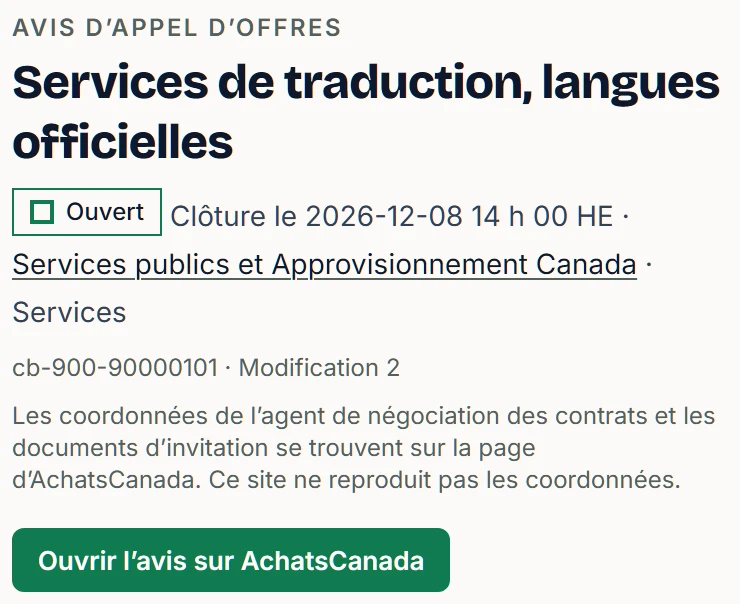 AVIS D’APPEL D’OFFRES
Services de traduction, langues
officielles
Ouvert Clôture le 2026-12-08 14 h 00 HE ·
Services publics et Approvisionnement Canada ·
Services
cb-900-90000101 · Modification 2
Les coordonnées de l’agent de négociation des contrats et les
documents d’invitation se trouvent sur la page
d’AchatsCanada. Ce site ne reproduit pas les coordonnées.
Ouvrir l’avis sur AchatsCanada